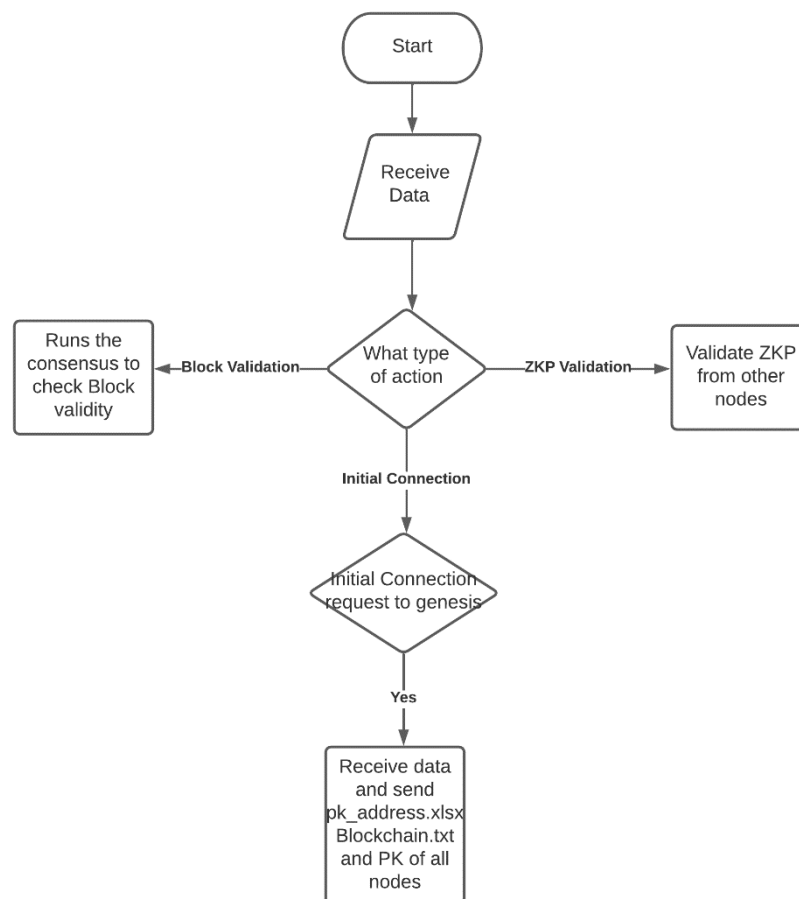 Start
Receive
Data
What type
of action
Block Validation
Runs the
consensus to
check Block
validity
ZKP Validation
Validate ZKP
from other
nodes
Initial Connection
Initial Connection
request to genesis
Yes
Receive data
and send
pk_address.xlsx
Blockchain.txt
and PK of all
nodes